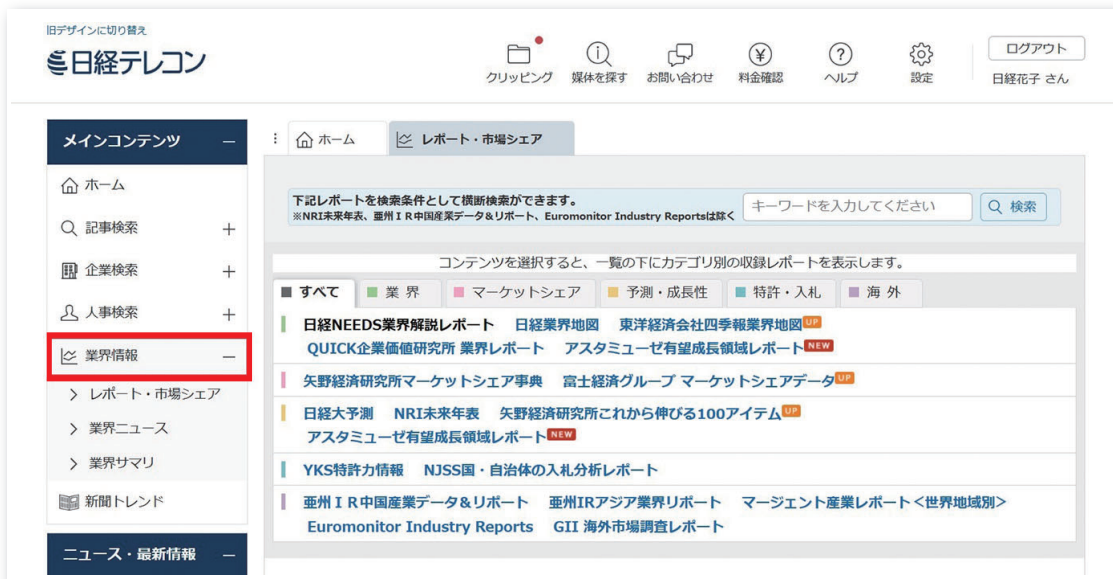 旧デザインに切り替え
日経テレコン
クリッピング
媒体を探す
お問い合わせ
¥
料金確認
?
ヘルプ
設定
ログアウト
日経花子 さん
メインコンテンツ
ホーム
記事検索
企業検索
人事検索
業界情報
レポート・市場シェア
業界ニュース
業界サマリ
新聞トレンド
ニュース・最新情報
ホーム
レポート・市場シェア
下記レポートを検索条件として横断検索ができます。
※NRI未来年表、亜州IR中国産業データ&リポート、Euromonitor Industry Reportsは除く
キーワードを入力してください
検索
コンテンツを選択すると、一覧の下にカテゴリ別の収録レポートを表示します。
すべて 業界 マーケットシェア 予測・成長性 特許・入札 海外
日経NEEDS業界解説レポート 日経業界地図 東洋経済会社四季報業界地図 UP
QUICK企業価値研究所 業界レポート アスタミューゼ有望成長領域レポート NEW
矢野経済研究所マーケットシェア事典 富士経済グループ マーケットシェアデータ UP
日経大予測 NRI未来年表 矢野経済研究所これから伸びる100アイテム UP
アスタミューゼ有望成長領域レポート NEW
YKS特許力情報 NJSS国・自治体の入札分析レポート
亜州IR中国産業データ&リポート 亜州IRアジア業界リポート マージェント産業レポート<世界地域別>
Euromonitor Industry Reports GII 海外市場調査レポート